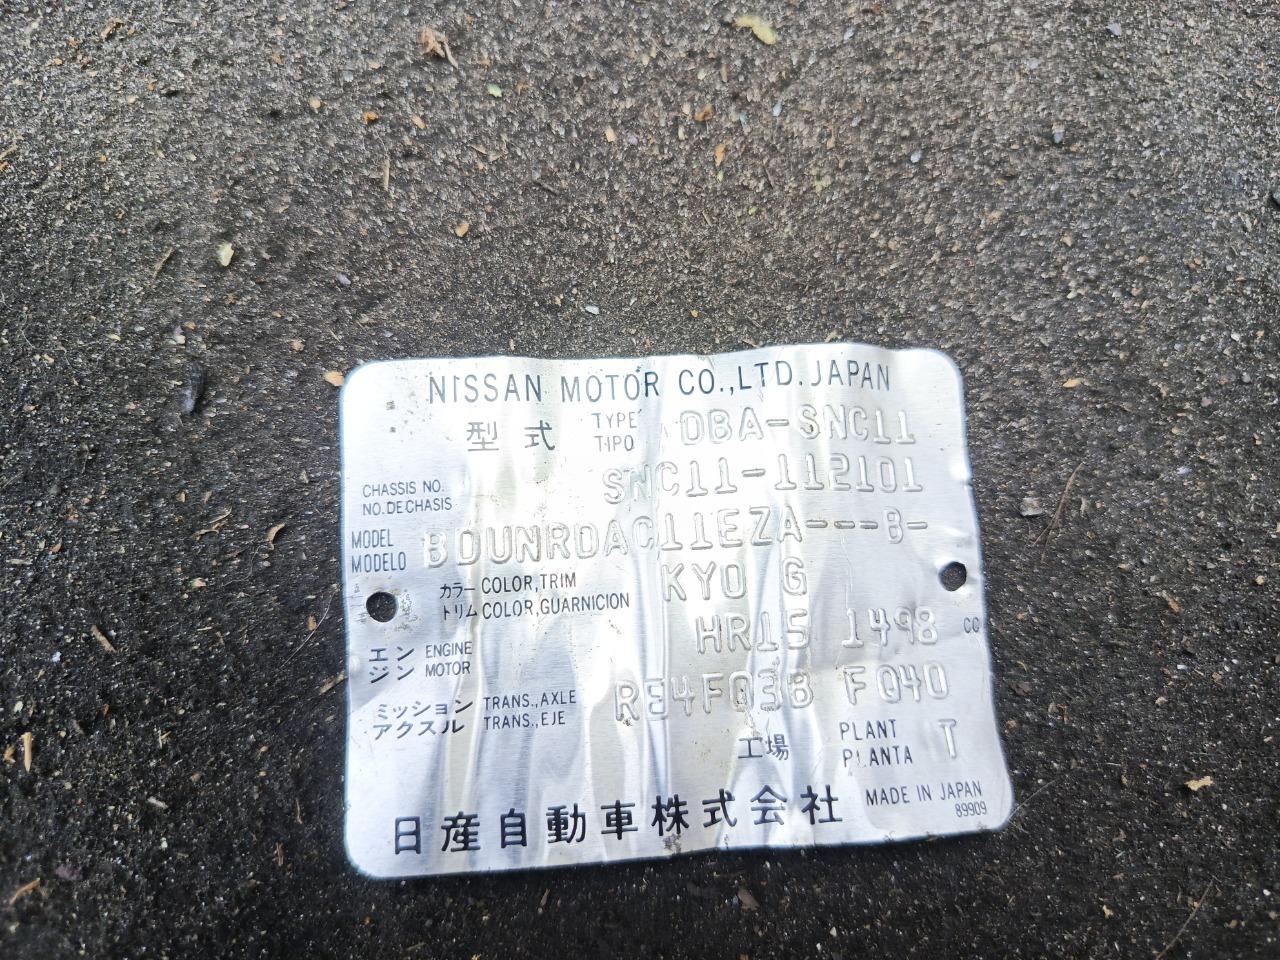 NISSAN MOTOR CO.,LTD. JAPAN
型式 TYPE TIPO DBA-SNC11
CHASSIS NO. NO.DE CHASIS SNC11-112101
MODEL MODELO BDUNRDAC11EZA---B-
カラー COLOR,TRIM KYO G
トリム COLOR,GUARNICION
エン ENGINE HR15 1498 CC
ジン MOTOR
ミッション TRANS.,AXLE RE4F03B FQ40
アクスル TRANS.,EJE
工場 PLANT PLANTA T
日産自動車株式会社 MADE IN JAPAN
89909